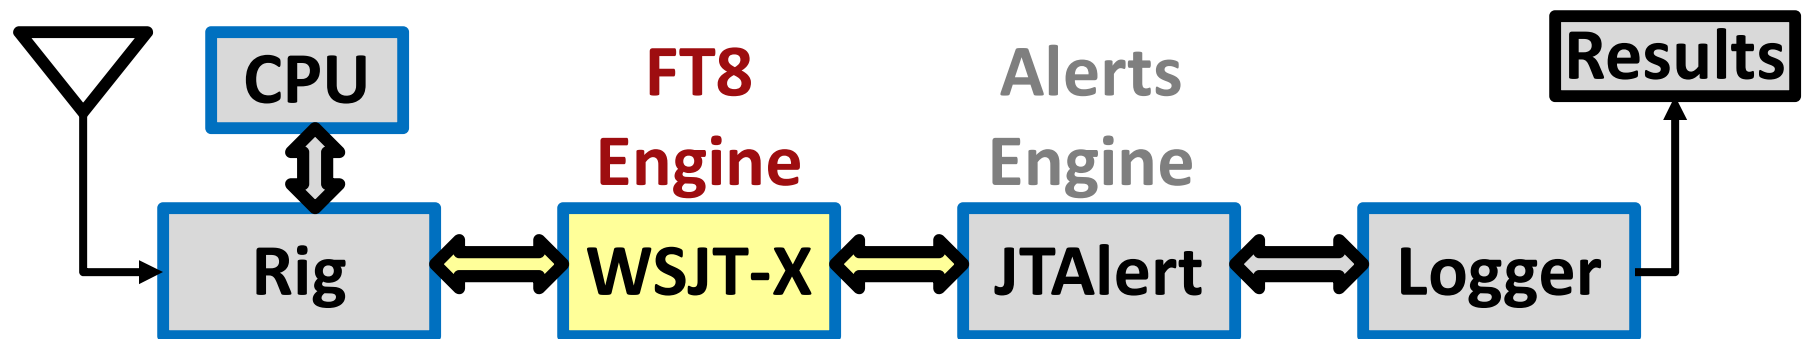 CPU
FT8
Engine
Alerts
Engine
Results
Rig
WSJT-X
JTAlert
Logger